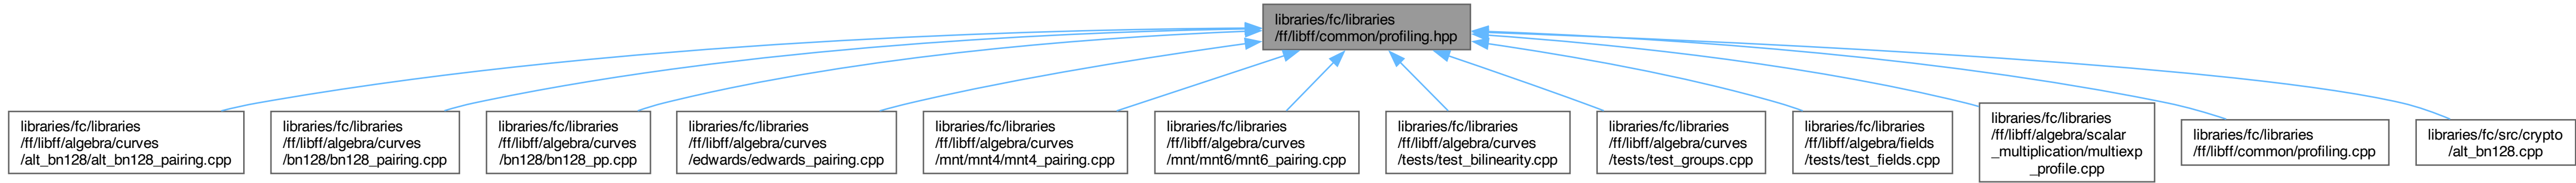 libraries/fc/libraries
/ff/libff/common/profiling.hpp
libraries/fc/libraries
/ff/libff/algebra/curves
/alt_bn128/alt_bn128_pairing.cpp
libraries/fc/libraries
/ff/libff/algebra/curves
/bn128/bn128_pairing.cpp
libraries/fc/libraries
/ff/libff/algebra/curves
/bn128/bn128_pp.cpp
libraries/fc/libraries
/ff/libff/algebra/curves
/edwards/edwards_pairing.cpp
libraries/fc/libraries
/ff/libff/algebra/curves
/mnt/mnt4/mnt4_pairing.cpp
libraries/fc/libraries
/ff/libff/algebra/curves
/mnt/mnt6/mnt6_pairing.cpp
libraries/fc/libraries
/ff/libff/algebra/curves
/tests/test_bilinearity.cpp
libraries/fc/libraries
/ff/libff/algebra/curves
/tests/test_groups.cpp
libraries/fc/libraries
/ff/libff/algebra/fields
/tests/test_fields.cpp
libraries/fc/libraries
/ff/libff/algebra/scalar
_multiplication/multiexp
_profile.cpp
libraries/fc/libraries
/ff/libff/common/profiling.cpp
libraries/fc/src/crypto
/alt_bn128.cpp